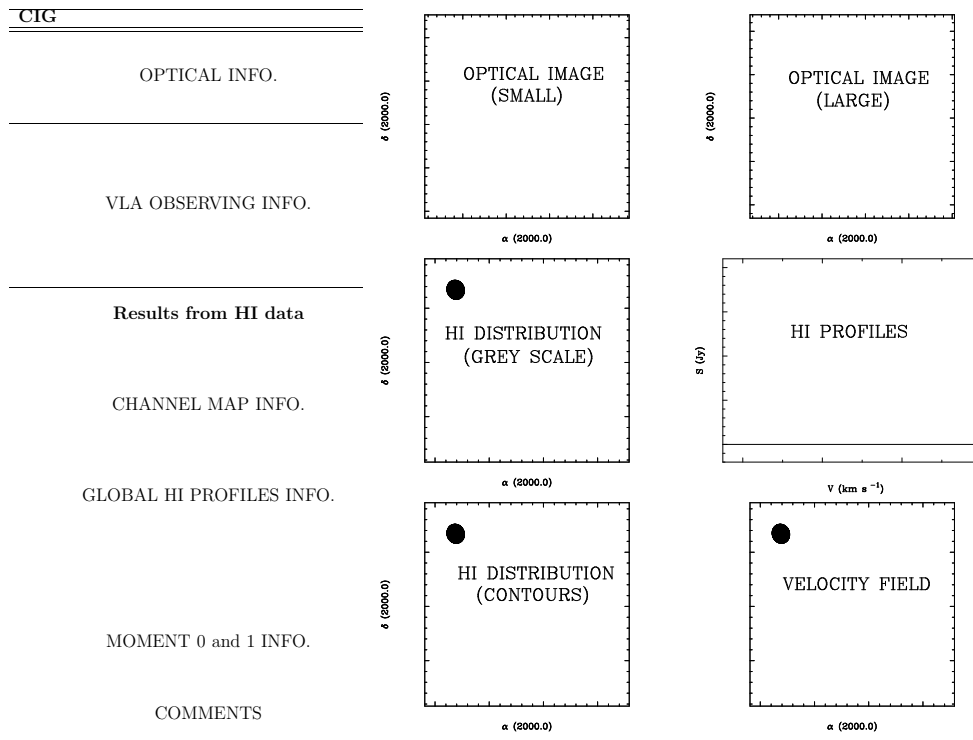 CIG
OPTICAL INFO.
VLA OBSERVING INFO.
Results from HI data
CHANNEL MAP INFO.
GLOBAL HI PROFILES INFO.
MOMENT 0 and 1 INFO.
COMMENTS
OPTICAL IMAGE
(SMALL)
δ (2000.0)
α (2000.0)
OPTICAL IMAGE
(LARGE)
δ (2000.0)
α (2000.0)
HI DISTRIBUTION
(GREY SCALE)
δ (2000.0)
α (2000.0)
HI PROFILES
S (Jy)
V (km s⁻¹)
HI DISTRIBUTION
(CONTOURS)
δ (2000.0)
α (2000.0)
VELOCITY FIELD
α (2000.0)